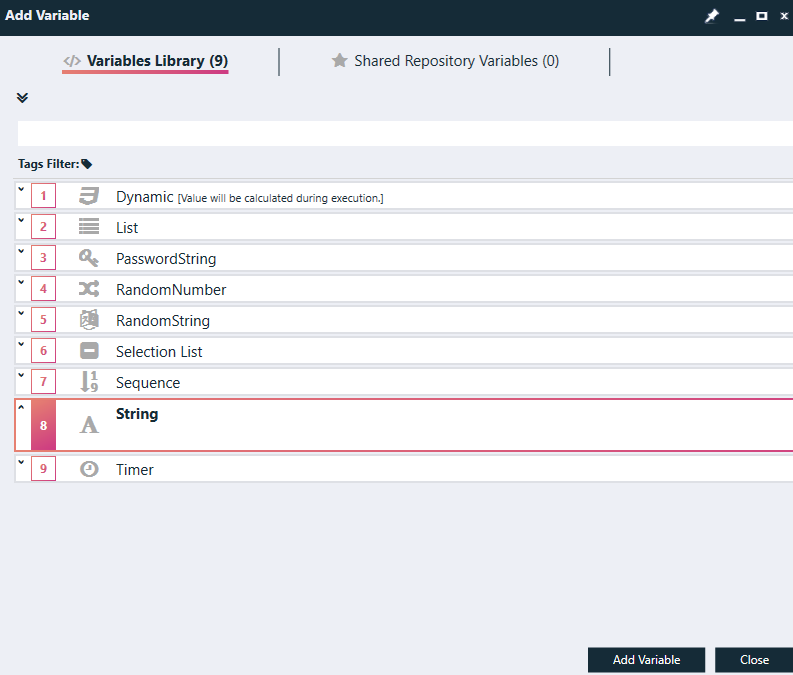 Add Variable
Variables Library (9)
Shared Repository Variables (0)
Tags Filter:
1 Dynamic [Value will be calculated during execution.]
2 List
3 PasswordString
4 RandomNumber
5 RandomString
6 Selection List
7 Sequence
8 String
9 Timer
Add Variable
Close